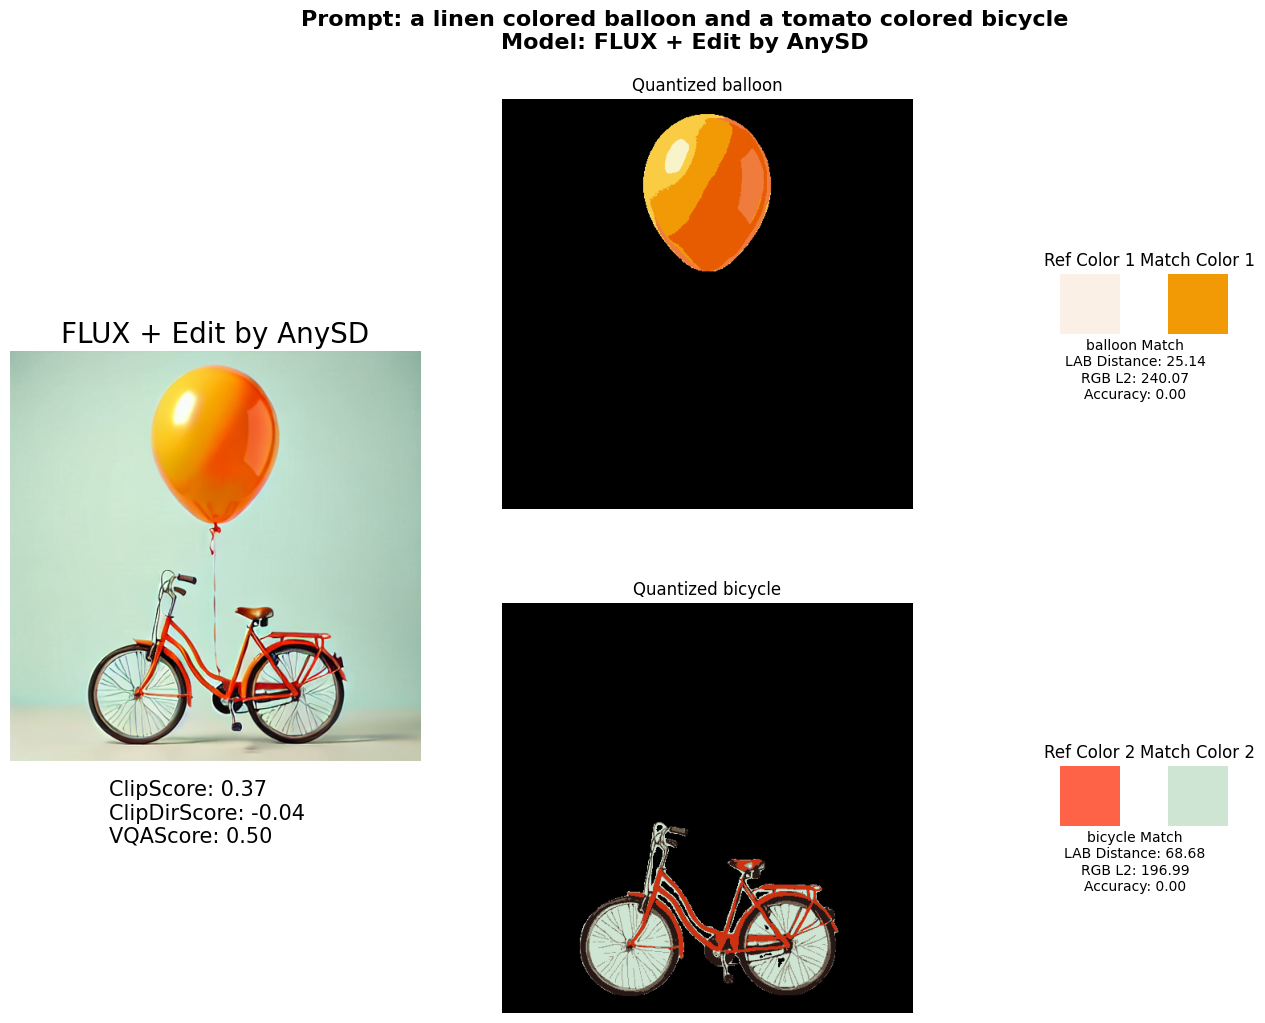 Prompt: a linen colored balloon and a tomato colored bicycle
Model: FLUX + Edit by AnySD
Quantized balloon
Ref Color 1 Match Color 1
balloon Match
LAB Distance: 25.14
RGB L2: 240.07
Accuracy: 0.00
FLUX + Edit by AnySD
ClipScore: 0.37
ClipDirScore: -0.04
VQAScore: 0.50
Quantized bicycle
Ref Color 2 Match Color 2
bicycle Match
LAB Distance: 68.68
RGB L2: 196.99
Accuracy: 0.00